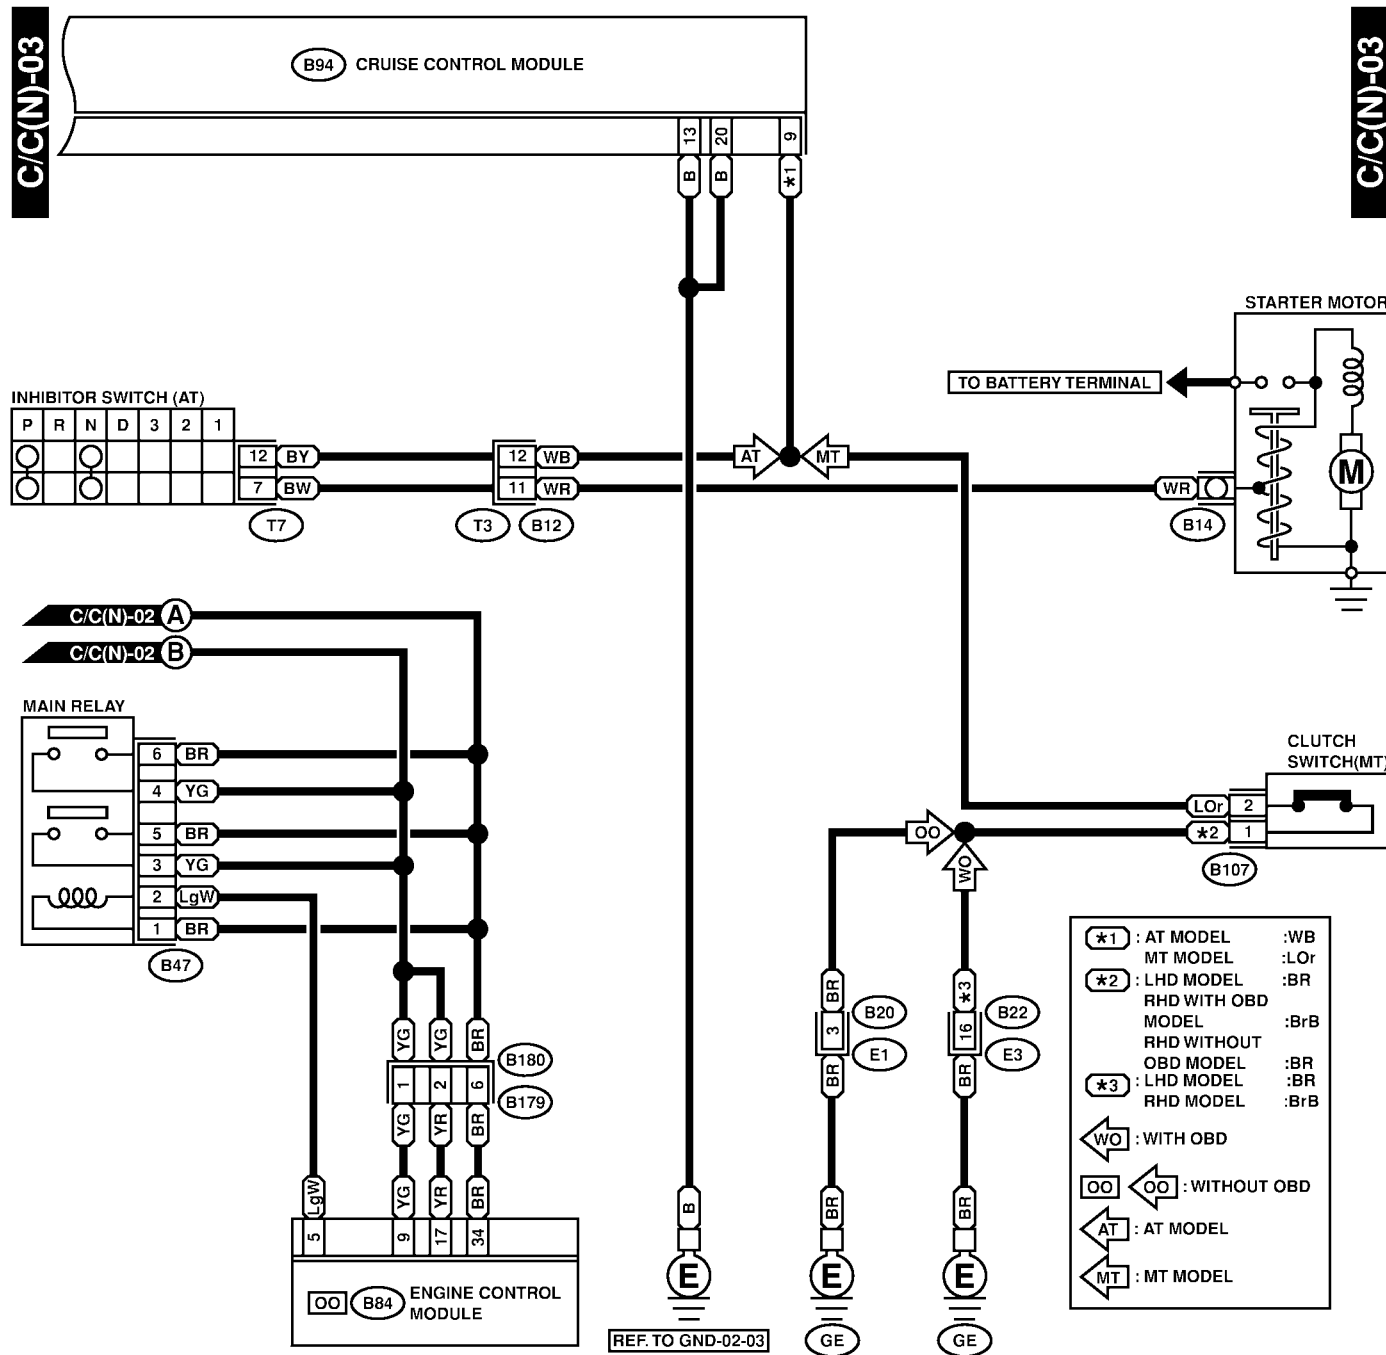 C/C(N)-03
C/C(N)-03
B94 CRUISE CONTROL MODULE
13 20 9
B B *1
STARTER MOTOR
TO BATTERY TERMINAL
INHIBITOR SWITCH (AT)
P R N D 3 2 1
12 BY 12 WB AT MT
7 BW 11 WR WR
M
T7 T3 B12 B14
C/C(N)-02 A
C/C(N)-02 B
MAIN RELAY
6 BR
4 YG
5 BR
3 YG
2 LgW
1 BR
B47
CLUTCH
SWITCH(MT)
LOr 2
OO *2 1
WO
B107
BR *3
3 B20 16 B22
E1 E3
BR BR
YG YG BR
B180
1 2 6
B179
YG YR BR
LgW YG YR BR
5 9 17 34
OO B84 ENGINE CONTROL
MODULE
B BR BR
E E E
REF. TO GND-02-03 GE GE
*1 : AT MODEL :WB
MT MODEL :LOr
*2 : LHD MODEL :BR
RHD WITH OBD
MODEL :BrB
RHD WITHOUT
OBD MODEL :BR
*3 : LHD MODEL :BR
RHD MODEL :BrB
WO : WITH OBD
OO OO : WITHOUT OBD
AT : AT MODEL
MT : MT MODEL